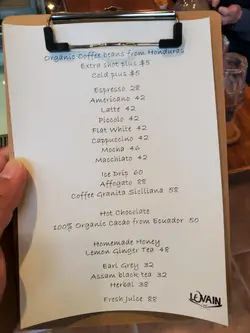 Organic Coffee beans from Honduras
Extra shot plus $5
Cold plus $5
Espresso 28
Americano 42
Latte 42
Piccolo 42
Flat White 42
Cappuccino 42
Mocha 46
Macchiato 42
Ice Drip 60
Affogato 88
Coffee Granita Siciliana 58
Hot Chocolate
100% Organic Cacao from Ecuador 50
Homemade Honey
Lemon Ginger Tea 48
Earl Grey 32
Assam black tea 32
Herbal 38
Fresh Juice 88
LOVAIN